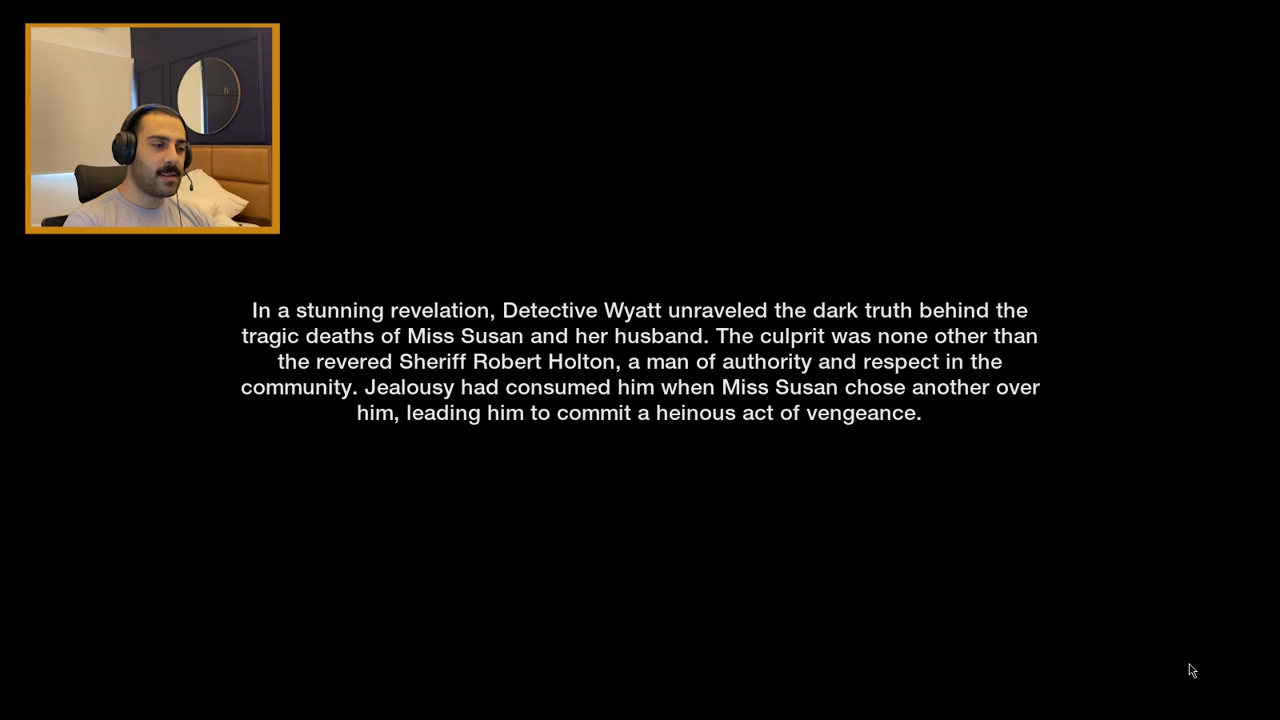 In a stunning revelation, Detective Wyatt unraveled the dark truth behind the
tragic deaths of Miss Susan and her husband. The culprit was none other than
the revered Sheriff Robert Holton, a man of authority and respect in the
community. Jealousy had consumed him when Miss Susan chose another over
him, leading him to commit a heinous act of vengeance.